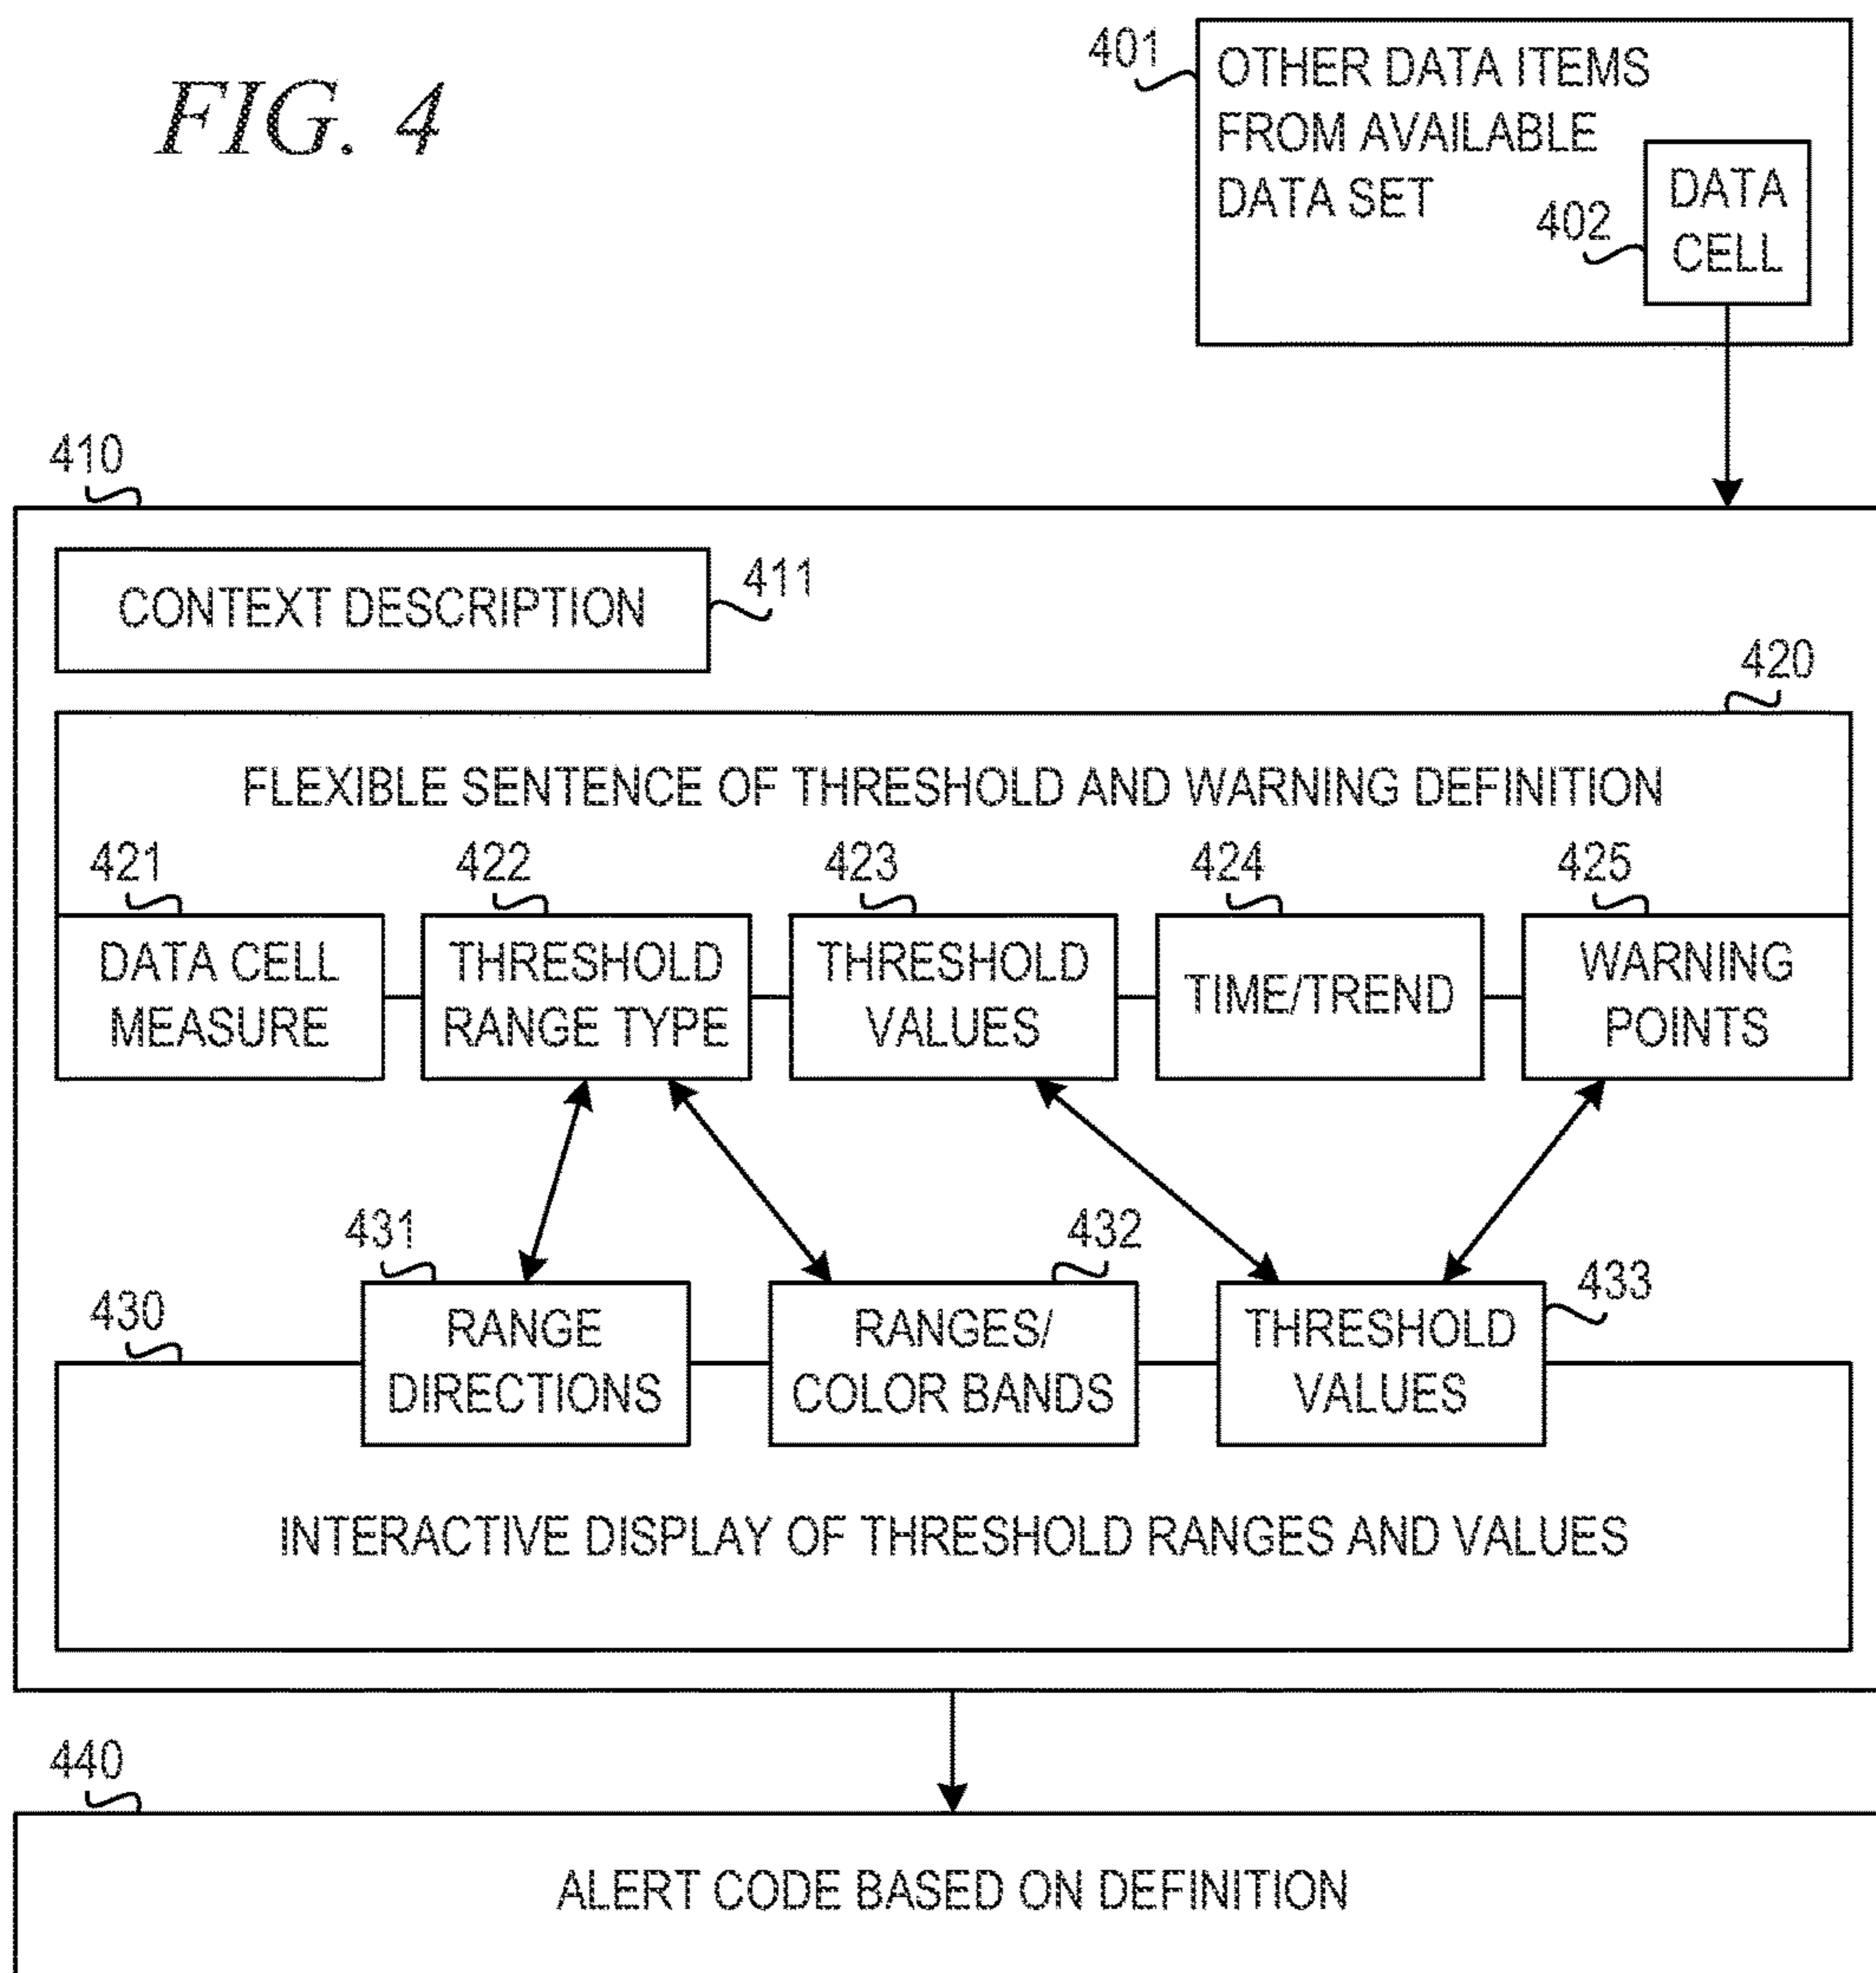 FIG. 4
401
OTHER DATA ITEMS
FROM AVAILABLE
DATA SET
402
DATA
CELL
410
CONTEXT DESCRIPTION
411
420
FLEXIBLE SENTENCE OF THRESHOLD AND WARNING DEFINITION
421
422
423
424
425
DATA CELL
MEASURE
THRESHOLD
RANGE TYPE
THRESHOLD
VALUES
TIME/TREND
WARNING
POINTS
430
431
432
433
RANGE
DIRECTIONS
RANGES/
COLOR BANDS
THRESHOLD
VALUES
INTERACTIVE DISPLAY OF THRESHOLD RANGES AND VALUES
440
ALERT CODE BASED ON DEFINITION